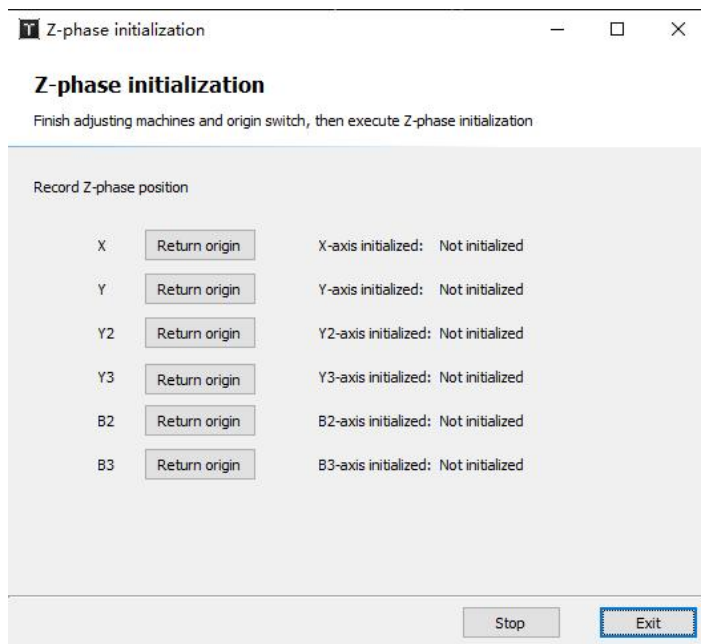 Z-phase initialization
Z-phase initialization
Finish adjusting machines and origin switch, then execute Z-phase initialization
Record Z-phase position
X Return origin X-axis initialized: Not initialized
Y Return origin Y-axis initialized: Not initialized
Y2 Return origin Y2-axis initialized: Not initialized
Y3 Return origin Y3-axis initialized: Not initialized
B2 Return origin B2-axis initialized: Not initialized
B3 Return origin B3-axis initialized: Not initialized
Stop Exit